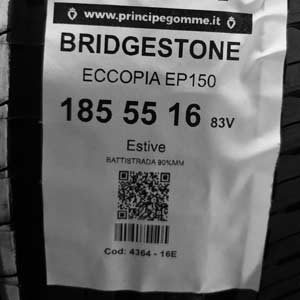 www.principegomme.it
BRIDGESTONE
ECCOPIA EP150
185 55 16 83V
Estive
BATTISTRADA 90%MM
Cod: 4364 - 16E